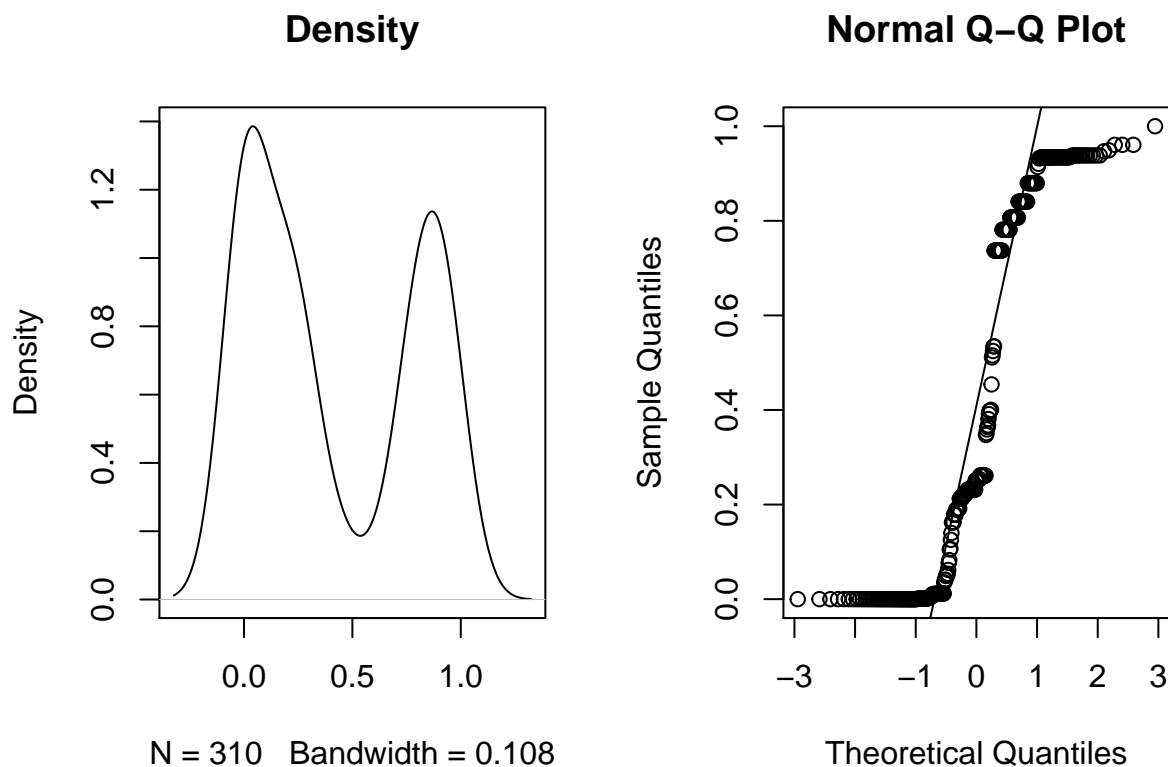 Density
Density
0.0
0.4
0.8
1.2
0.0 0.5 1.0
N = 310 Bandwidth = 0.108
Normal Q−Q Plot
Sample Quantiles
0.0
0.2
0.4
0.6
0.8
1.0
−3 −1 0 1 2 3
Theoretical Quantiles